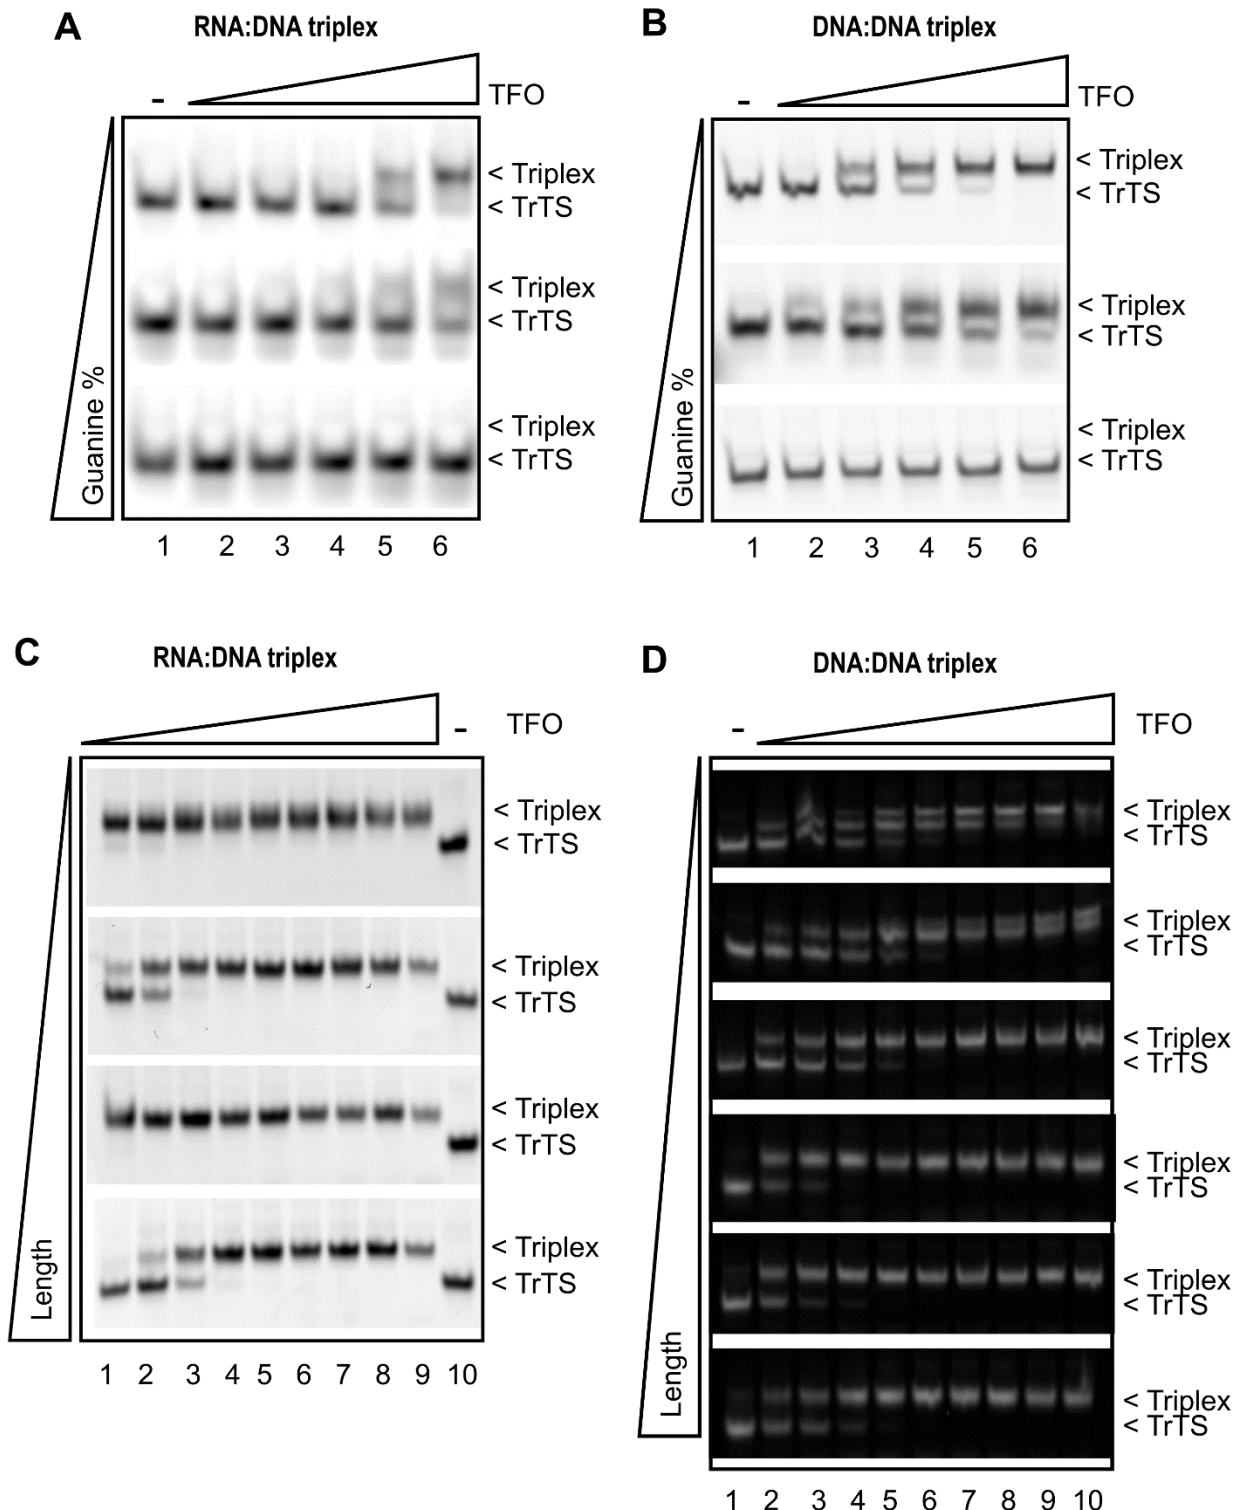 A
RNA:DNA triplex
- TFO
< Triplex
< TrTS
< Triplex
< TrTS
< Triplex
< TrTS
Guanine %
1 2 3 4 5 6
B
DNA:DNA triplex
- TFO
< Triplex
< TrTS
< Triplex
< TrTS
< Triplex
< TrTS
Guanine %
1 2 3 4 5 6
C
RNA:DNA triplex
- TFO
< Triplex
< TrTS
< Triplex
< TrTS
< Triplex
< TrTS
< Triplex
< TrTS
Length
1 2 3 4 5 6 7 8 9 10
D
DNA:DNA triplex
- TFO
< Triplex
< TrTS
< Triplex
< TrTS
< Triplex
< TrTS
< Triplex
< TrTS
< Triplex
< TrTS
< Triplex
< TrTS
Length
1 2 3 4 5 6 7 8 9 10